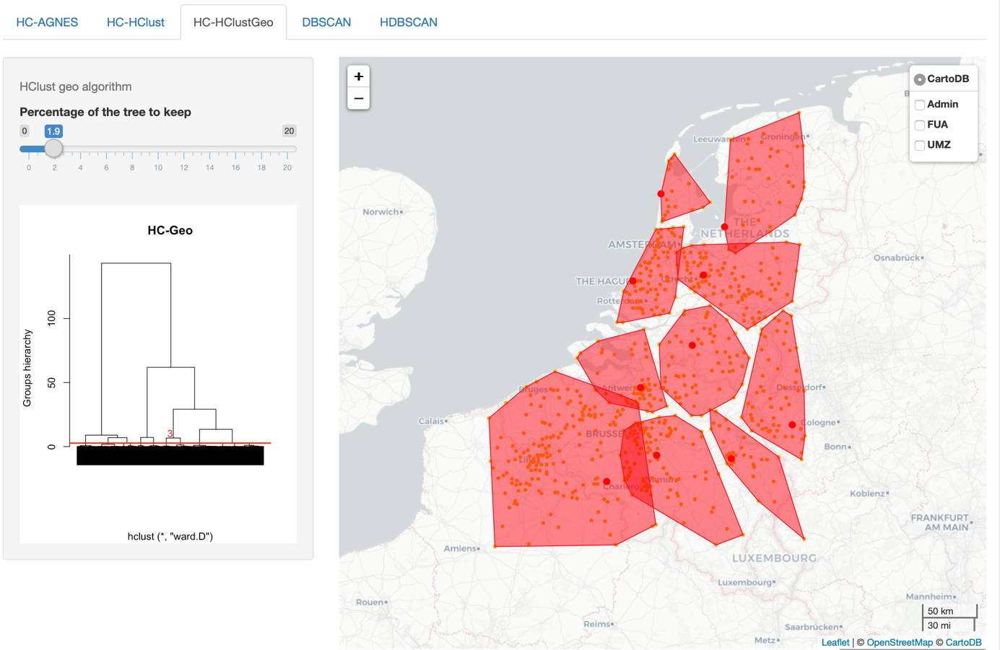 HC-AGNES HC-HClust HC-HClustGeo DBSCAN HDBSCAN
HClust geo algorithm
Percentage of the tree to keep
0 1.9 20
0 2 4 6 8 10 12 14 16 18 20
HC-Geo
Groups hierarchy
100
50
0
3
hclust (*, "ward.D")
+
−
CartoDB
Admin
FUA
UMZ
Leeuwarden
Groningen
Norwich
THE
NETHERLANDS
AMSTERDAM
Osnabrück
THE HAGUE
Utrecht
Rotterdam
Bruges
Antwerp
Dusseldorf
Calais
Cologne
BRUSSELS
Bonn
Lille
Namur
Charleroi
Koblenz
FRANKFURT
AM MAIN
Amiens
LUXEMBOURG
Luxembourg
Rouen
Mannheim
Reims
Saarbrücken
Metz
50 km
30 mi
Leaflet | © OpenStreetMap © CartoDB